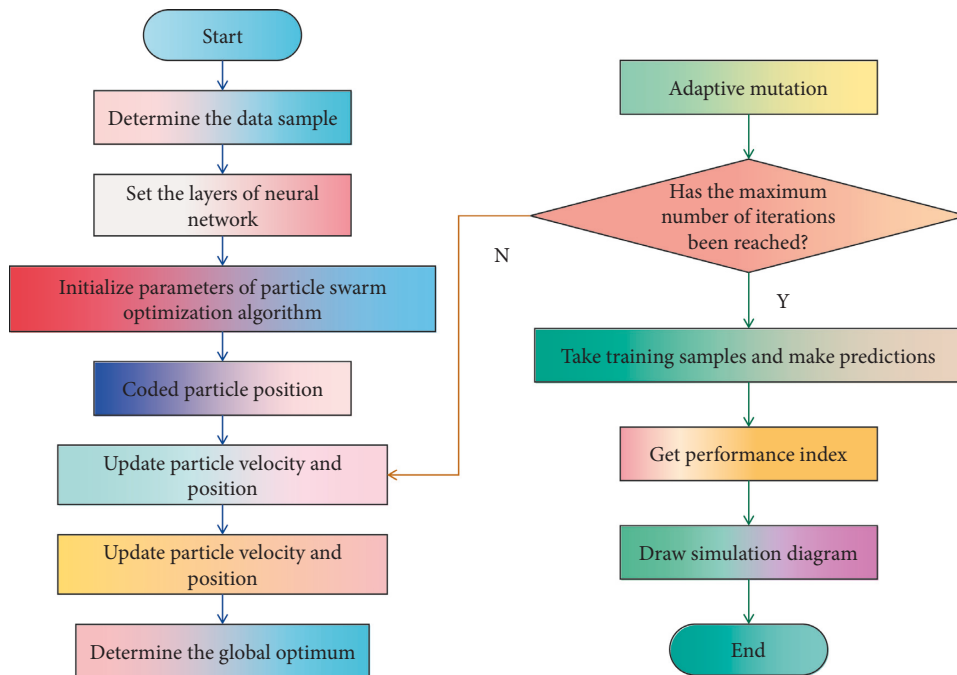 Start
Determine the data sample
Set the layers of neural
network
Initialize parameters of particle swarm
optimization algorithm
Coded particle position
Update particle velocity and
position
Update particle velocity and
position
Determine the global optimum
Adaptive mutation
Has the maximum
number of iterations
been reached?
N
Y
Take training samples and make predictions
Get performance index
Draw simulation diagram
End